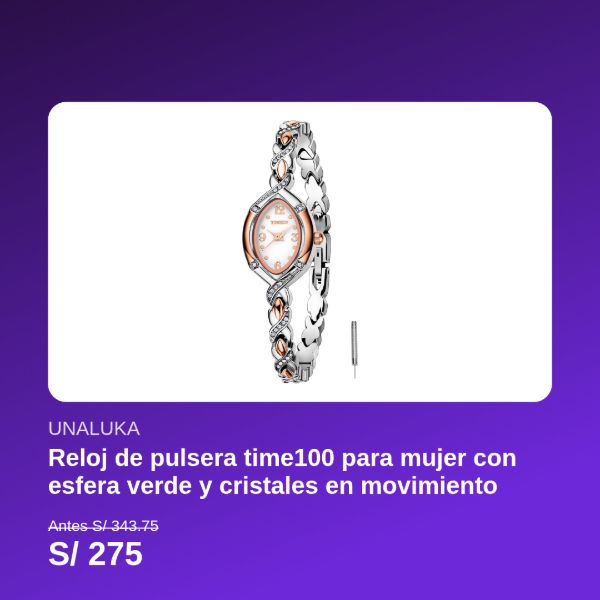 UNALUKA
Reloj de pulsera time100 para mujer con
esfera verde y cristales en movimiento
Antes S/ 343.75
S/ 275